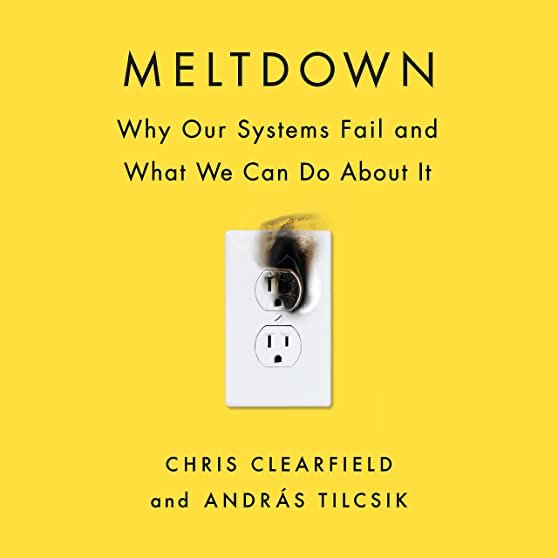 MELTDOWN
Why Our Systems Fail and
What We Can Do About It
CHRIS CLEARFIELD
and ANDRÁS TILCSIK